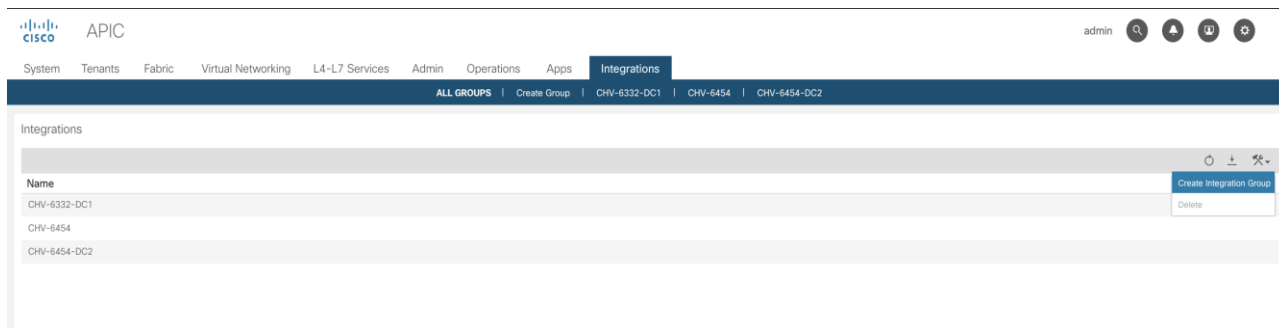 cisco APIC admin
System Tenants Fabric Virtual Networking L4-L7 Services Admin Operations Apps Integrations
ALL GROUPS | Create Group | CHV-6332-DC1 | CHV-6454 | CHV-6454-DC2
Integrations
Name
Create Integration Group
CHV-6332-DC1
Delete
CHV-6454
CHV-6454-DC2